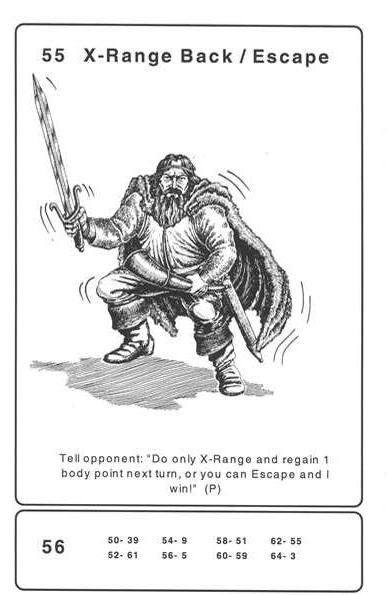 55 X-Range Back / Escape
Tell opponent: "Do only X-Range and regain 1
body point next turn, or you can Escape and I
win!" (P)
56
50- 39 54- 9 58- 51 62- 55
52- 61 56- 5 60- 59 64- 3